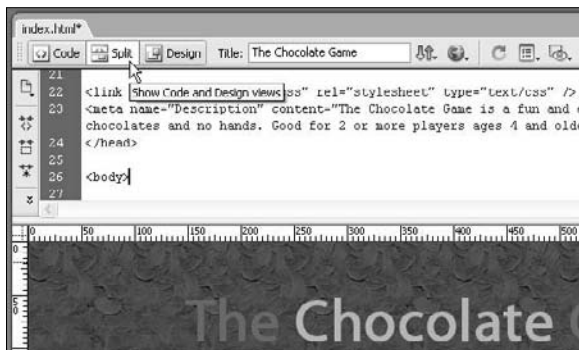 index.html*
Code Split Design Title: The Chocolate Game
21
22 <link Show Code and Design views ss" rel="stylesheet" type="text/css" />
23 <meta name="Description" content="The Chocolate Game is a fun and
chocolates and no hands. Good for 2 or more players ages 4 and olde
24 </head>
25
26 <body>
27
0 50 100 150 200 250 300 350 400 450 500
0
50
The Chocolate